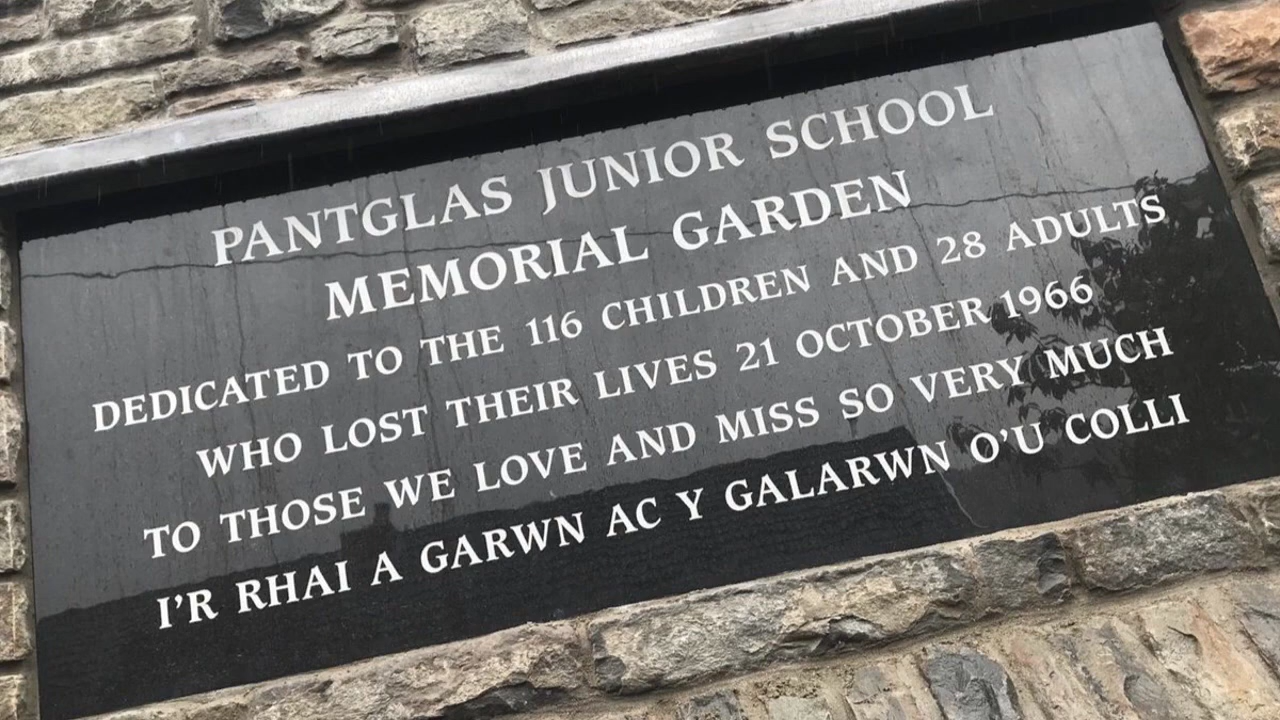 PANTGLAS JUNIOR SCHOOL
MEMORIAL GARDEN
DEDICATED TO THE 116 CHILDREN AND 28 ADULTS
WHO LOST THEIR LIVES 21 OCTOBER 1966
TO THOSE WE LOVE AND MISS SO VERY MUCH
I'R RHAI A GARWN AC Y GALARWN O'U COLLI